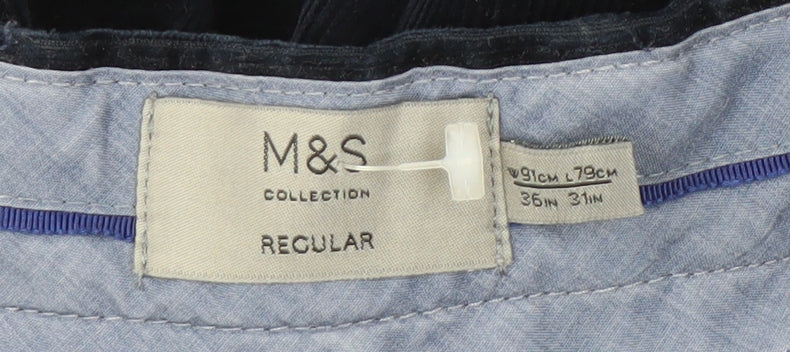 M&S
COLLECTION
REGULAR
W91CM L79CM
36IN 31IN